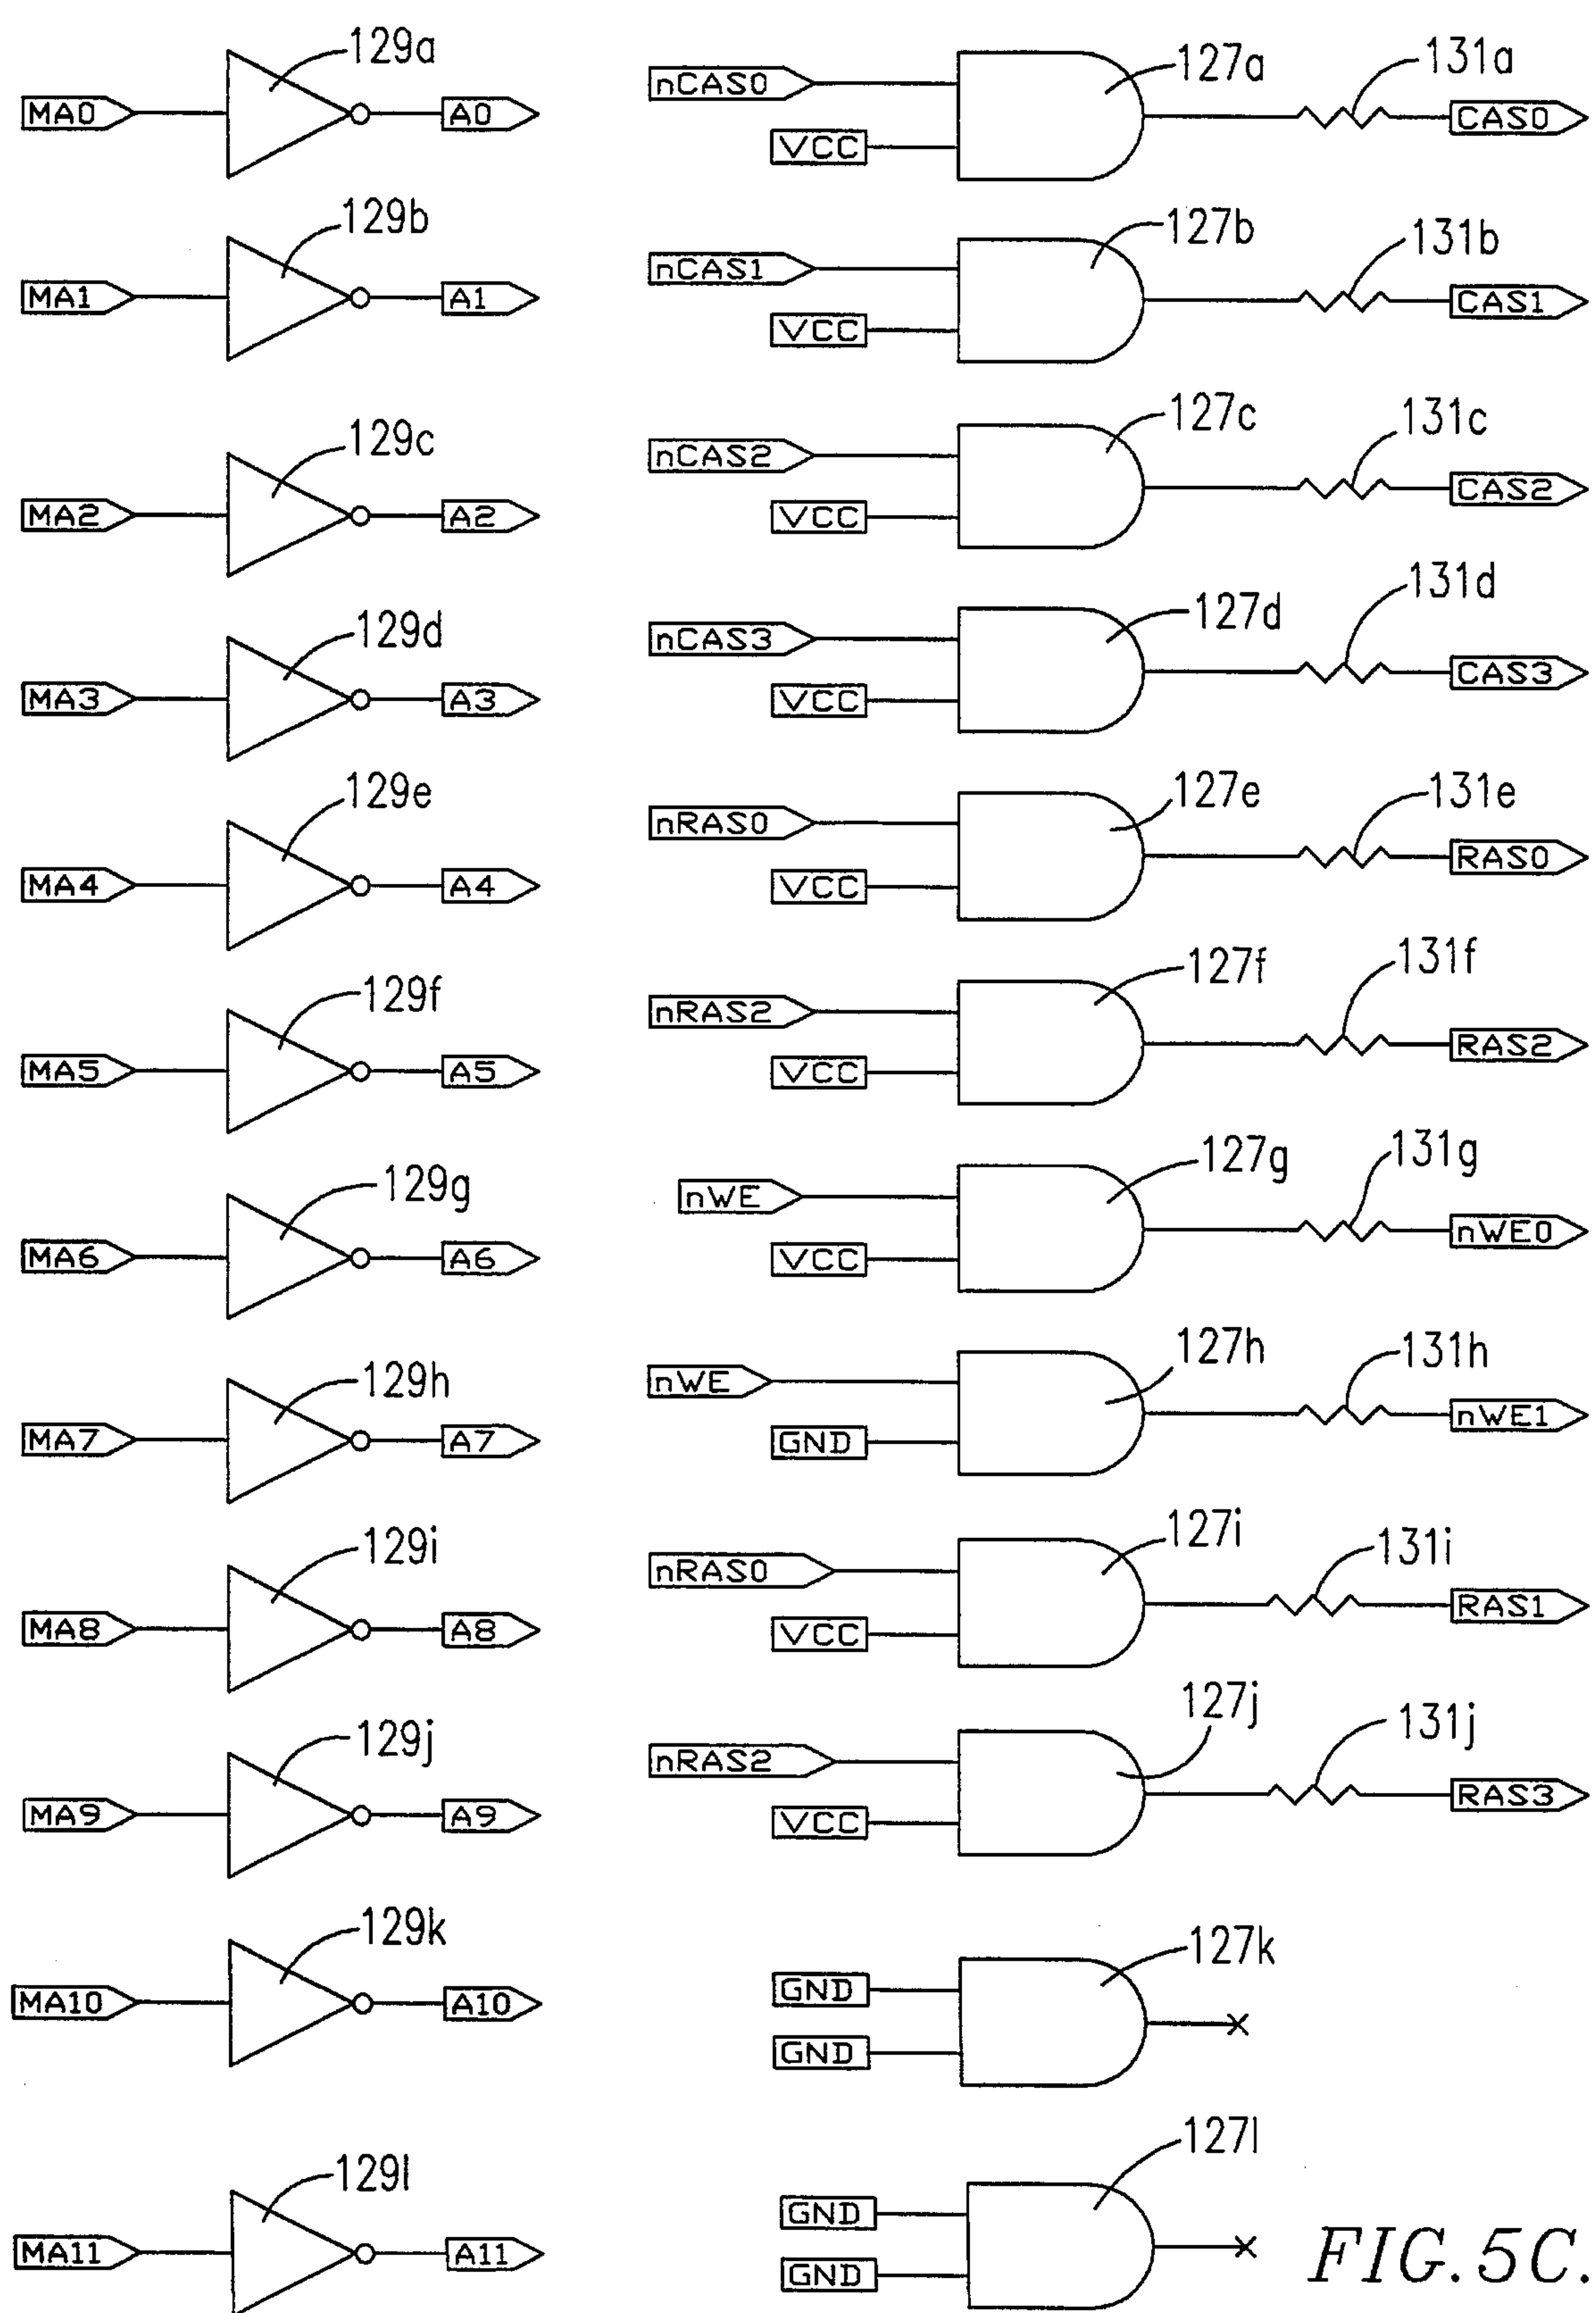 129a
MA0 A0
129b
MA1 A1
129c
MA2 A2
129d
MA3 A3
129e
MA4 A4
129f
MA5 A5
129g
MA6 A6
129h
MA7 A7
129i
MA8 A8
129j
MA9 A9
129k
MA10 A10
129l
MA11 A11
127a 131a
nCAS0
VCC
CAS0
127b 131b
nCAS1
VCC
CAS1
127c 131c
nCAS2
VCC
CAS2
127d 131d
nCAS3
VCC
CAS3
127e 131e
nRAS0
VCC
RAS0
127f 131f
nRAS2
VCC
RAS2
127g 131g
nWE
VCC
nWE0
127h 131h
nWE
GND
nWE1
127i 131i
nRAS0
VCC
RAS1
127j 131j
nRAS2
VCC
RAS3
127k
GND
GND
127l
GND
GND
FIG. 5C.